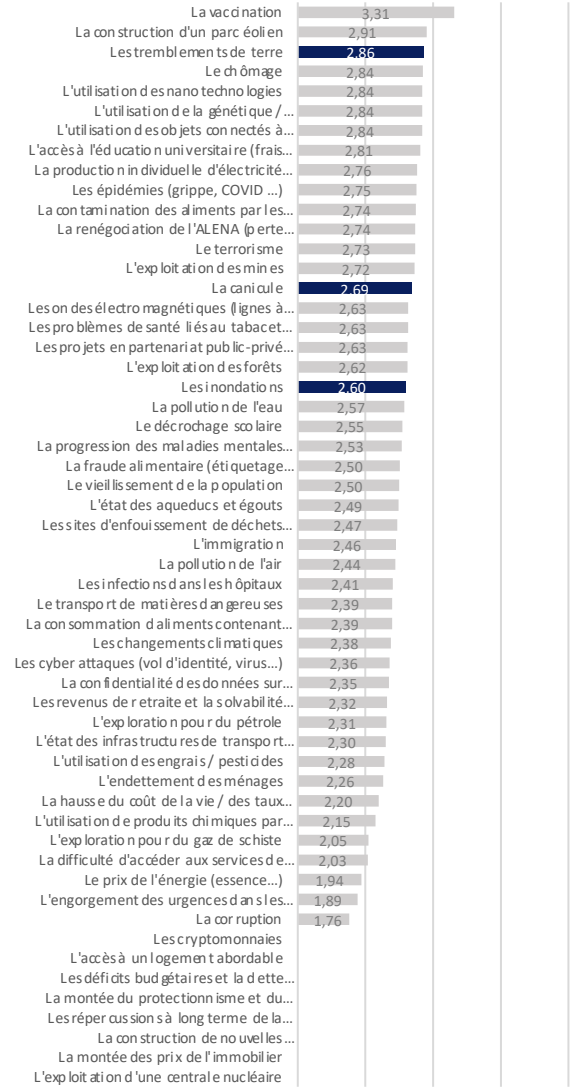 La vaccination 3,31
La construction d'un parc éolien 2,91
Les tremblements de terre 2,86
Le chômage 2,84
L'utilisation des nanotechnologies 2,84
L'utilisation de la génétique /... 2,84
L'utilisation des objets connectés à... 2,84
L'accès à l'éducation universitaire (frais... 2,81
La production individuelle d'électricité... 2,76
Les épidémies (grippe, COVID ...) 2,75
La contamination des aliments par les... 2,74
La renégociation de l'ALENA (perte... 2,74
Le terrorisme 2,73
L'exploitation des mines 2,72
La canicule 2,69
Les ondes électromagnétiques (lignes à... 2,63
Les problèmes de santé liés au tabac et... 2,63
Les projets en partenariat public-privé... 2,63
L'exploitation des forêts 2,62
Les inondations 2,60
La pollution de l'eau 2,57
Le décrochage scolaire 2,55
La progression des maladies mentales... 2,53
La fraude alimentaire (étiquetage... 2,50
Le vieillissement de la population 2,50
L'état des aqueducs et égouts 2,49
Les sites d'enfouissement de déchets... 2,47
L'immigration 2,46
La pollution de l'air 2,44
Les infections dans les hôpitaux 2,41
Le transport de matières dangereuses 2,39
La consommation d'aliments contenant... 2,39
Les changements climatiques 2,38
Les cyber attaques (vol d'identité, virus...) 2,36
La confidentialité des données sur... 2,35
Les revenus de retraite et la solvabilité... 2,32
L'exploration pour du pétrole 2,31
L'état des infrastructures de transport... 2,30
L'utilisation des engrais / pesticides 2,28
L'endettement des ménages 2,26
La hausse du coût de la vie / des taux... 2,20
L'utilisation de produits chimiques par... 2,15
L'exploration pour du gaz de schiste 2,05
La difficulté d'accéder aux services de... 2,03
Le prix de l'énergie (essence...) 1,94
L'engorgement des urgences dans les... 1,89
La corruption 1,76
Les cryptomonnaies
L'accès à un logement abordable
Les déficits budgétaires et la dette...
La montée du protectionnisme et du...
Les répercussions à long terme de la...
La construction de nouvelles...
La montée des prix de l'immobilier
L'exploitation d'une centrale nucléaire